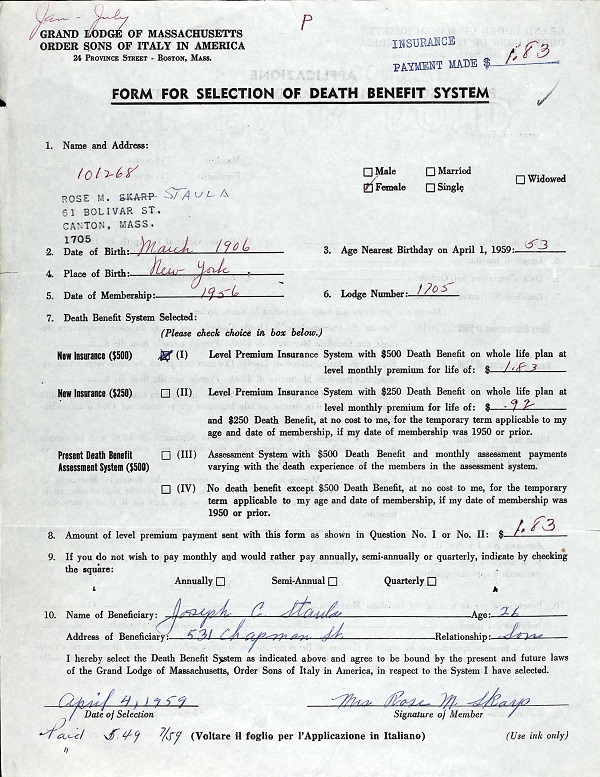 Jan - July
P
GRAND LODGE OF MASSACHUSETTS
ORDER SONS OF ITALY IN AMERICA
24 PROVINCE STREET - BOSTON, MASS.
INSURANCE
PAYMENT MADE $ 1.83
FORM FOR SELECTION OF DEATH BENEFIT SYSTEM
1. Name and Address:
101268
ROSE M. SKARP STAULA
61 BOLIVAR ST.
CANTON, MASS.
1705
Male Married
Female Single
Widowed
2. Date of Birth: March 1906
3. Age Nearest Birthday on April 1, 1959: 53
4. Place of Birth: New York
5. Date of Membership: 1956
6. Lodge Number: 1705
7. Death Benefit System Selected:
(Please check choice in box below.)
New Insurance ($500) (I) Level Premium Insurance System with $500 Death Benefit on whole life plan at
level monthly premium for life of: $ 1.83
New Insurance ($250) (II) Level Premium Insurance System with $250 Death Benefit on whole life plan at
level monthly premium for life of: $ .92
and $250 Death Benefit, at no cost to me, for the temporary term applicable to my
age and date of membership, if my date of membership was 1950 or prior.
Present Death Benefit (III) Assessment System with $500 Death Benefit and monthly assessment payments
Assessment System ($500) varying with the death experience of the members in the assessment system.
(IV) No death benefit except $500 Death Benefit, at no cost to me, for the temporary
term applicable to my age and date of membership, if my date of membership was
1950 or prior.
8. Amount of level premium payment sent with this form as shown in Question No. I or No. II: $ 1.83
9. If you do not wish to pay monthly and would rather pay annually, semi-annually or quarterly, indicate by checking
the square:
Annually Semi-Annual Quarterly
10. Name of Beneficiary: Joseph C Staula Age: 26
Address of Beneficiary: 531 Chapman St. Relationship: Son
I hereby select the Death Benefit System as indicated above and agree to be bound by the present and future laws
of the Grand Lodge of Massachusetts, Order Sons of Italy in America, in respect to the System I have selected.
April 4, 1959 Mrs Rose M. Skarp
Date of Selection Signature of Member
Paid 5.49 7/59 (Voltare il foglio per l'Applicazione in Italiano) (Use ink only)
"